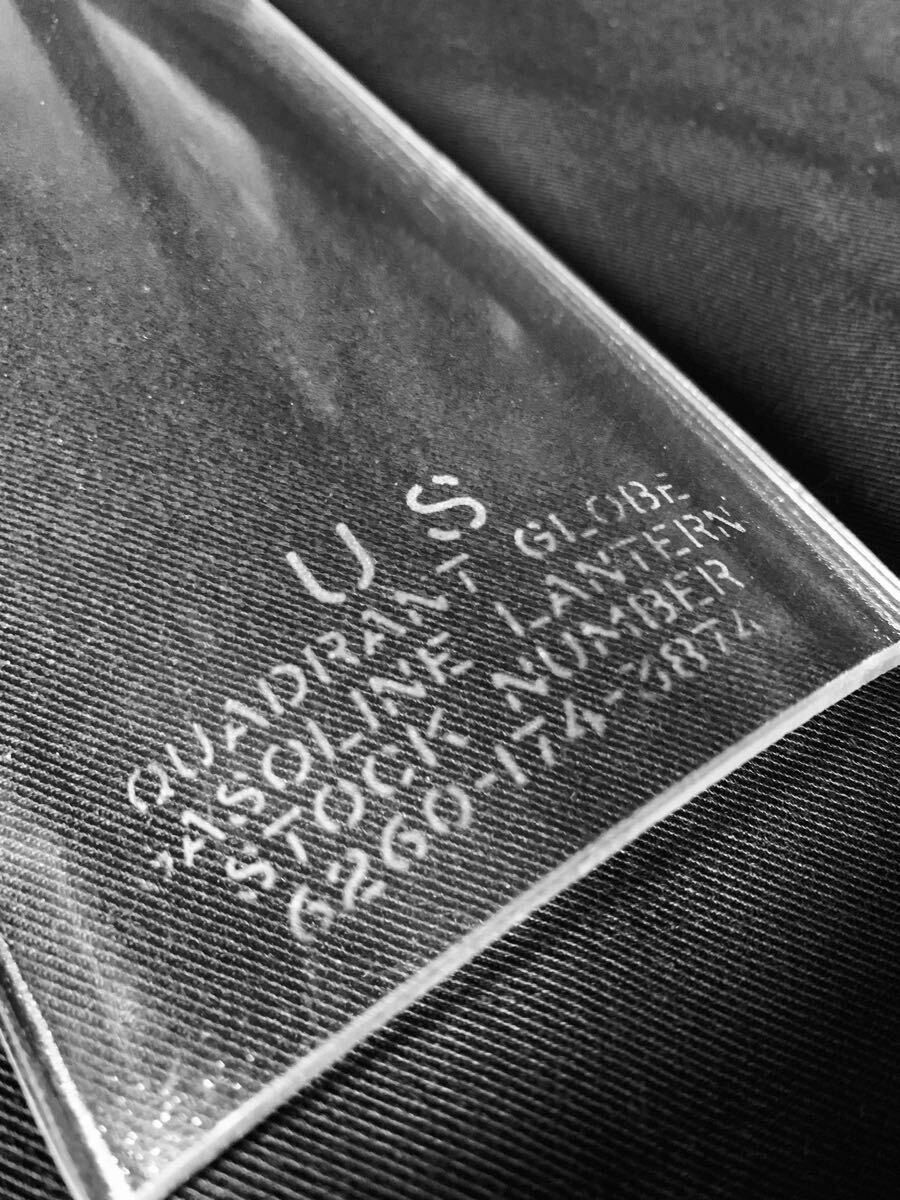 U S
QUADRANT GLOBE
GASOLINE LANTERN
STOCK NUMBER
6260-174-3874